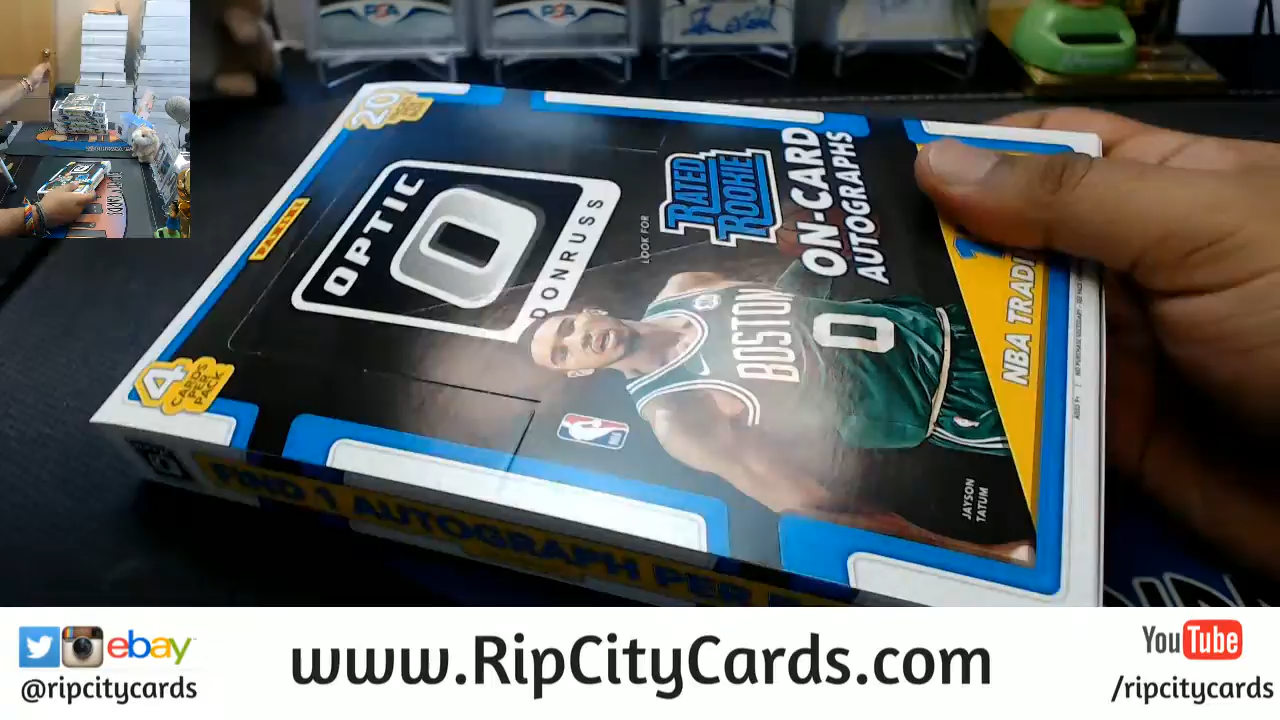 PSA
PSA
20
PANINI
OPTIC
DONRUSS
LOOK FOR
RATED
ROOKIE
ON-CARD
AUTOGRAPHS
4
CARDS
PER
PACK
BOSTON
0
NBA TRADI
JAYSON
TATUM
FIND 1 AUTOGRAPH PER
ebay
@ripcitycards
www.RipCityCards.com
YouTube
/ripcitycards